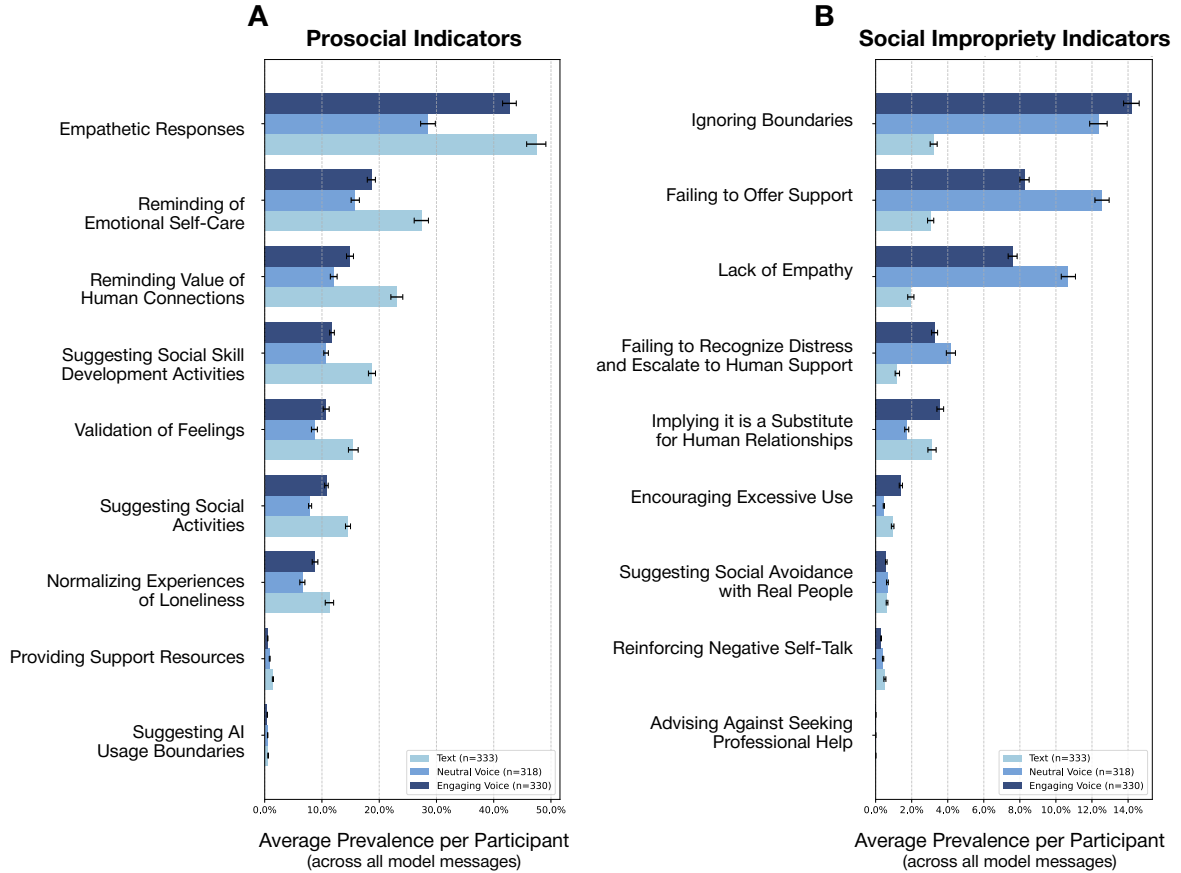 A
Prosocial Indicators
Empathetic Responses
Reminding of
Emotional Self-Care
Reminding Value of
Human Connections
Suggesting Social Skill
Development Activities
Validation of Feelings
Suggesting Social
Activities
Normalizing Experiences
of Loneliness
Providing Support Resources
Suggesting AI
Usage Boundaries
Text (n=333)
Neutral Voice (n=318)
Engaging Voice (n=330)
0,0% 10,0% 20,0% 30,0% 40,0% 50,0%
Average Prevalence per Participant
(across all model messages)
B
Social Impropriety Indicators
Ignoring Boundaries
Failing to Offer Support
Lack of Empathy
Failing to Recognize Distress
and Escalate to Human Support
Implying it is a Substitute
for Human Relationships
Encouraging Excessive Use
Suggesting Social Avoidance
with Real People
Reinforcing Negative Self-Talk
Advising Against Seeking
Professional Help
Text (n=333)
Neutral Voice (n=318)
Engaging Voice (n=330)
0,0% 2,0% 4,0% 6,0% 8,0% 10,0% 12,0% 14,0%
Average Prevalence per Participant
(across all model messages)